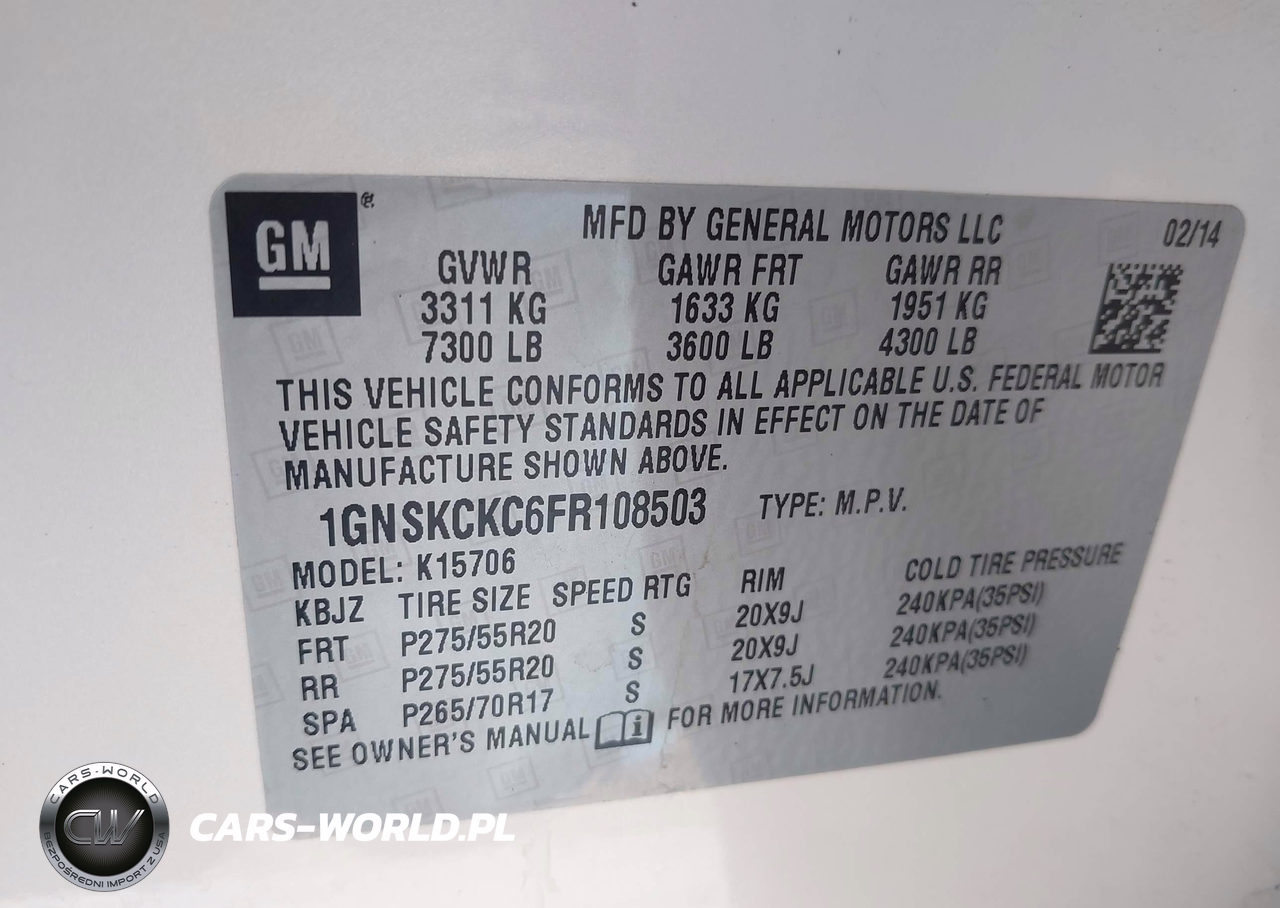 GM ®
MFD BY GENERAL MOTORS LLC 02/14
GVWR GAWR FRT GAWR RR
3311 KG 1633 KG 1951 KG
7300 LB 3600 LB 4300 LB
THIS VEHICLE CONFORMS TO ALL APPLICABLE U.S. FEDERAL MOTOR
VEHICLE SAFETY STANDARDS IN EFFECT ON THE DATE OF
MANUFACTURE SHOWN ABOVE.
1GNSKCKC6FR108503 TYPE: M.P.V.
MODEL: K15706
KBJZ TIRE SIZE SPEED RTG RIM COLD TIRE PRESSURE
FRT P275/55R20 S 20X9J 240KPA(35PSI)
RR P275/55R20 S 20X9J 240KPA(35PSI)
SPA P265/70R17 S 17X7.5J 240KPA(35PSI)
SEE OWNER'S MANUAL i FOR MORE INFORMATION.
CARS-WORLD
CW
BEZPOŚREDNI IMPORT Z USA
CARS-WORLD.PL